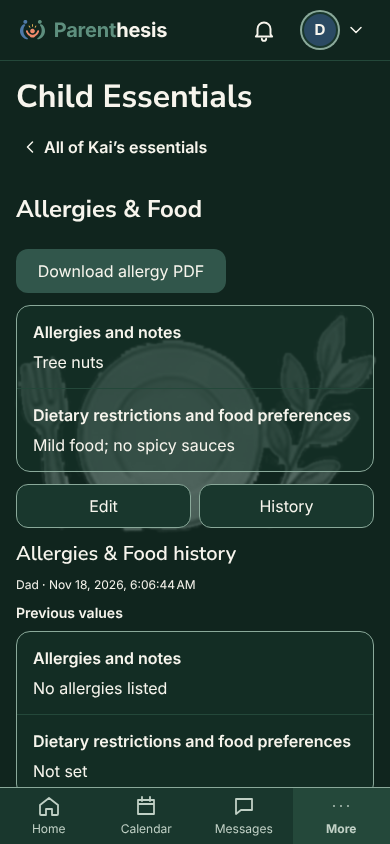 Parenthesis
D
Child Essentials
All of Kai’s essentials
Allergies & Food
Download allergy PDF
Allergies and notes
Tree nuts
Dietary restrictions and food preferences
Mild food; no spicy sauces
Edit
History
Allergies & Food history
Dad · Nov 18, 2026, 6:06:44 AM
Previous values
Allergies and notes
No allergies listed
Dietary restrictions and food preferences
Not set
Home
Calendar
Messages
More